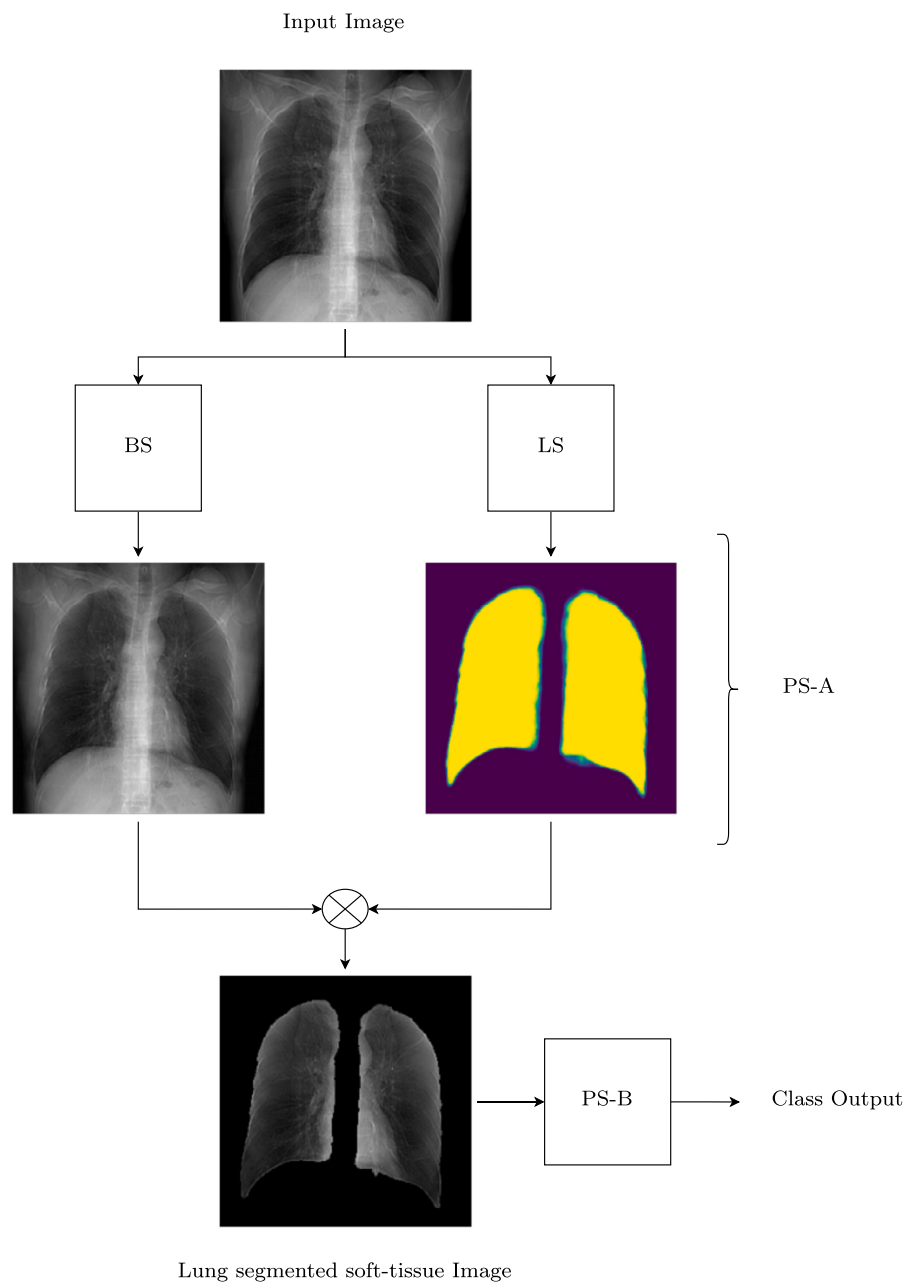 Input Image
BS
LS
PS-A
PS-B
Class Output
Lung segmented soft-tissue Image